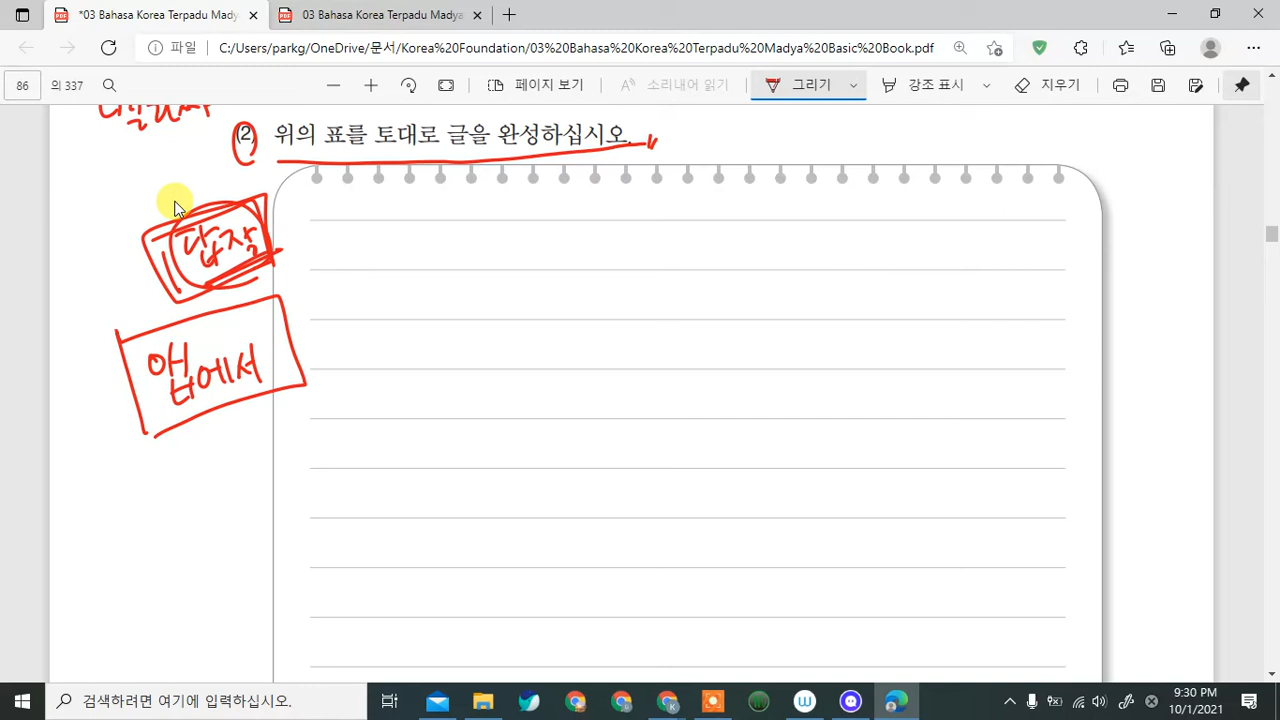 *03 Bahasa Korea Terpadu Mady
03 Bahasa Korea Terpadu Madya
파일
C:/Users/parkg/OneDrive/문서/Korea%20Foundation/03%20Bahasa%20Korea%20Terpadu%20Madya%20Basic%20Book.pdf
86 의 337
페이지 보기
소리내어 읽기
그리기
강조 표시
지우기
(2) 위의 표를 토대로 글을 완성하십시오.
답장
앱에서
검색하려면 여기에 입력하십시오.
9:30 PM
10/1/2021